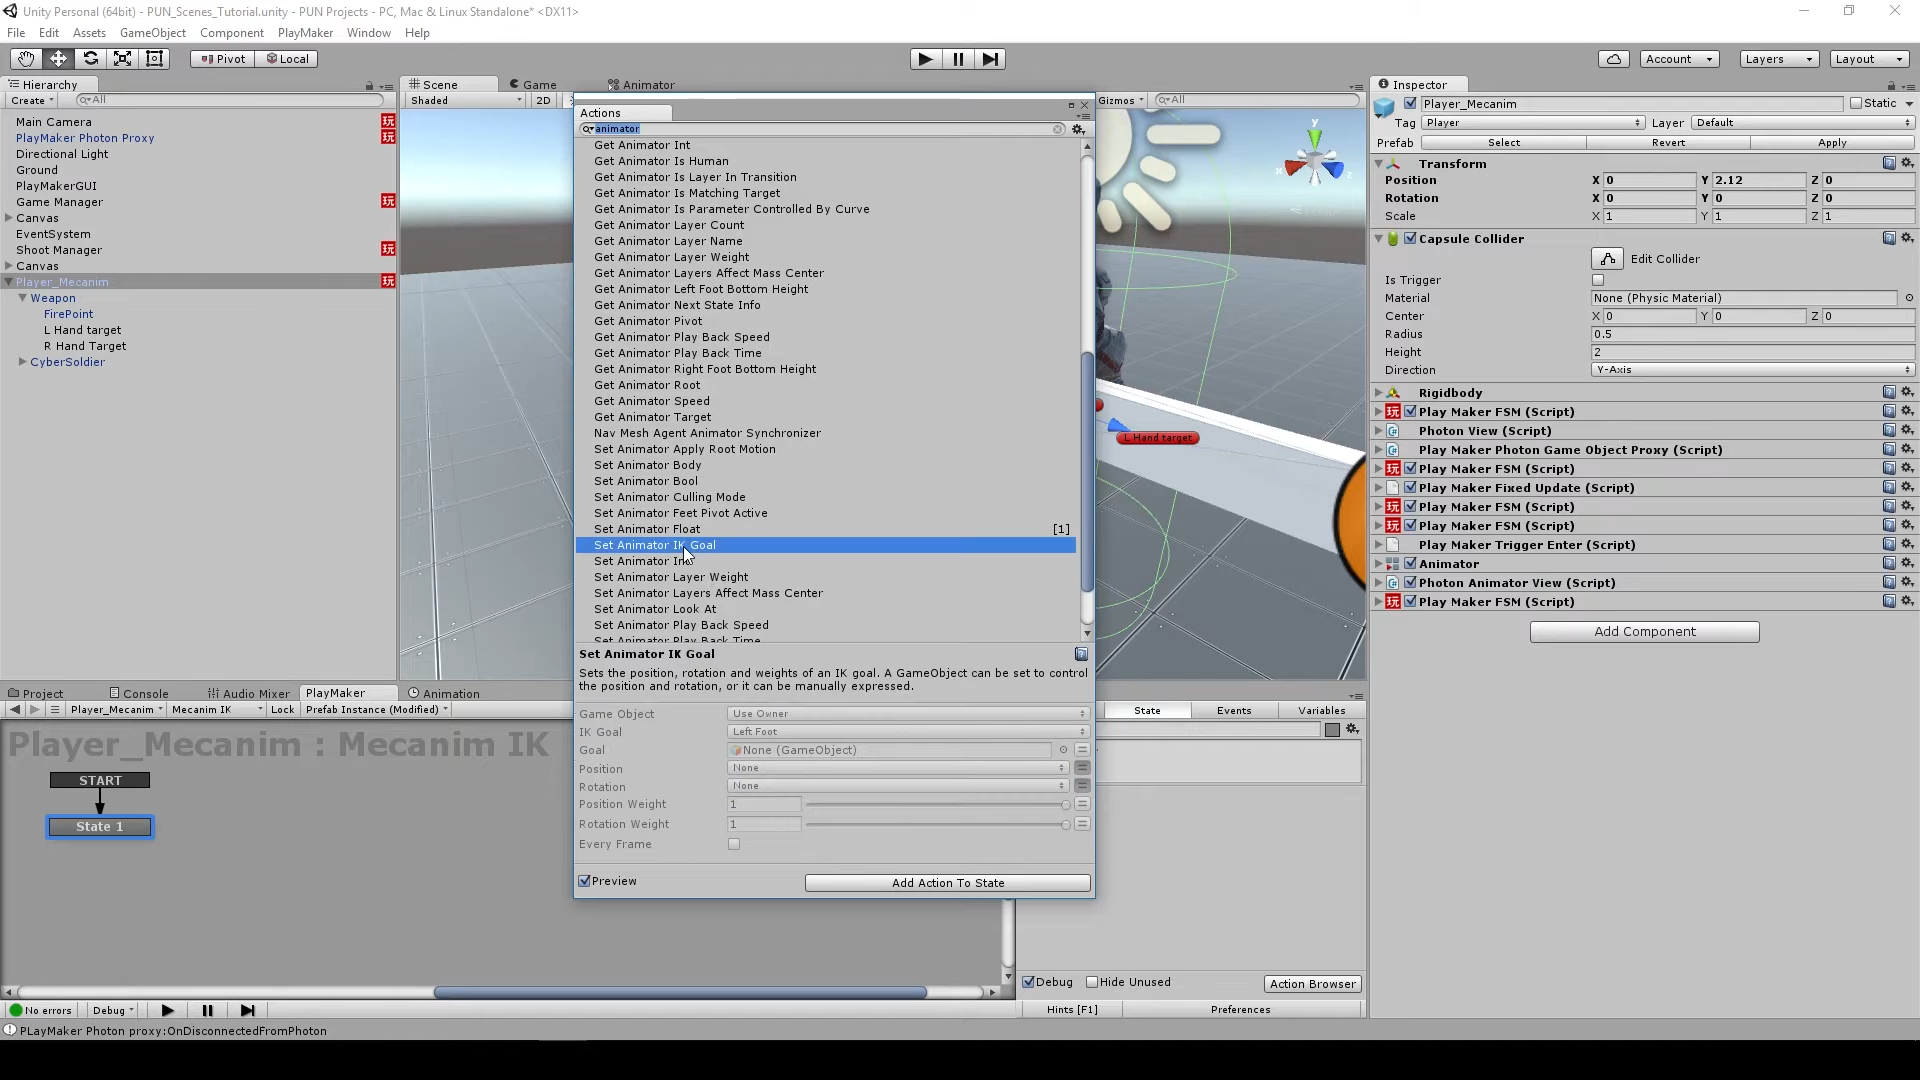 Unity Personal (64bit) - PUN_Scenes_Tutorial.unity - PUN Projects - PC, Mac & Linux Standalone* <DX11>
File Edit Assets GameObject Component PlayMaker Window Help
Pivot Local Account Layers Layout
Hierarchy
Create All
Main Camera
PlayMaker Photon Proxy
Directional Light
Ground
PlayMakerGUI
Game Manager
Canvas
EventSystem
Shoot Manager
Canvas
Player_Mecanim
Weapon
FirePoint
L Hand target
R Hand Target
CyberSoldier
Scene Game Animator
Shaded 2D Gizmos All
y
x
z
L Hand target
Actions
animator
Get Animator Int
Get Animator Is Human
Get Animator Is Layer In Transition
Get Animator Is Matching Target
Get Animator Is Parameter Controlled By Curve
Get Animator Layer Count
Get Animator Layer Name
Get Animator Layer Weight
Get Animator Layers Affect Mass Center
Get Animator Left Foot Bottom Height
Get Animator Next State Info
Get Animator Pivot
Get Animator Play Back Speed
Get Animator Play Back Time
Get Animator Right Foot Bottom Height
Get Animator Root
Get Animator Speed
Get Animator Target
Nav Mesh Agent Animator Synchronizer
Set Animator Apply Root Motion
Set Animator Body
Set Animator Bool
Set Animator Culling Mode
Set Animator Feet Pivot Active
Set Animator Float [1]
Set Animator IK Goal
Set Animator Int
Set Animator Layer Weight
Set Animator Layers Affect Mass Center
Set Animator Look At
Set Animator Play Back Speed
Set Animator Play Back Time
Set Animator IK Goal
Sets the position, rotation and weights of an IK goal. A GameObject can be set to control
the position and rotation, or it can be manually expressed.
Game Object Use Owner
IK Goal Left Foot
Goal None (GameObject)
Position None
Rotation None
Position Weight 1
Rotation Weight 1
Every Frame
Preview Add Action To State
Inspector
Player_Mecanim Static
Tag Player Layer Default
Prefab Select Revert Apply
Transform
Position X 0 Y 2.12 Z 0
Rotation X 0 Y 0 Z 0
Scale X 1 Y 1 Z 1
Capsule Collider
Edit Collider
Is Trigger
Material None (Physic Material)
Center X 0 Y 0 Z 0
Radius 0.5
Height 2
Direction Y-Axis
Rigidbody
玩 Play Maker FSM (Script)
Photon View (Script)
Play Maker Photon Game Object Proxy (Script)
玩 Play Maker FSM (Script)
Play Maker Fixed Update (Script)
玩 Play Maker FSM (Script)
玩 Play Maker FSM (Script)
Play Maker Trigger Enter (Script)
Animator
Photon Animator View (Script)
玩 Play Maker FSM (Script)
Add Component
Project Console Audio Mixer PlayMaker Animation
Player_Mecanim Mecanim IK Lock Prefab Instance (Modified)
Player_Mecanim : Mecanim IK
START
State 1
State Events Variables
Debug Hide Unused Action Browser
No errors Debug Hints [F1] Preferences
PLayMaker Photon proxy:OnDisconnectedFromPhoton